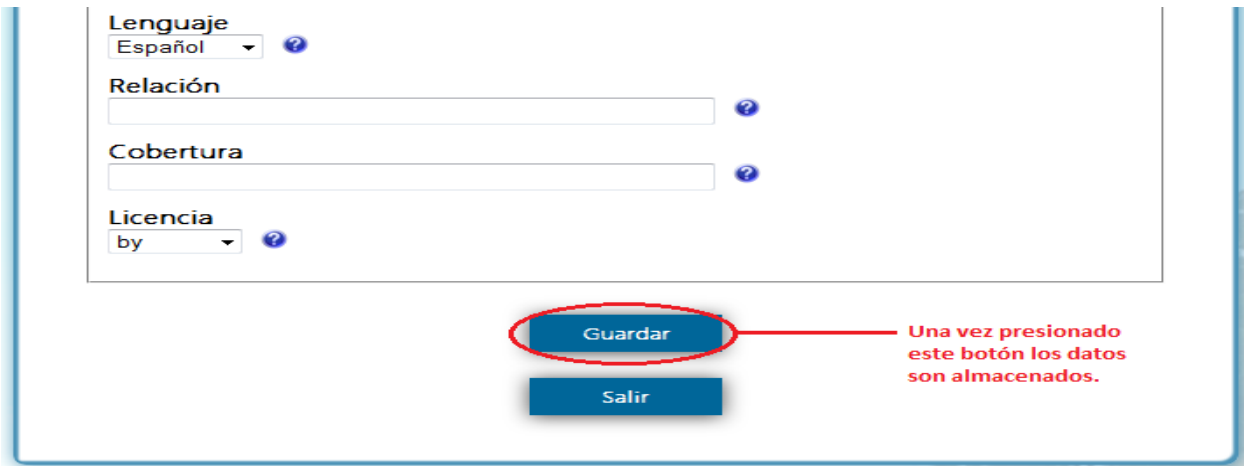 Lenguaje
Español
Relación
Cobertura
Licencia
by
Guardar
Una vez presionado
este botón los datos
son almacenados.
Salir